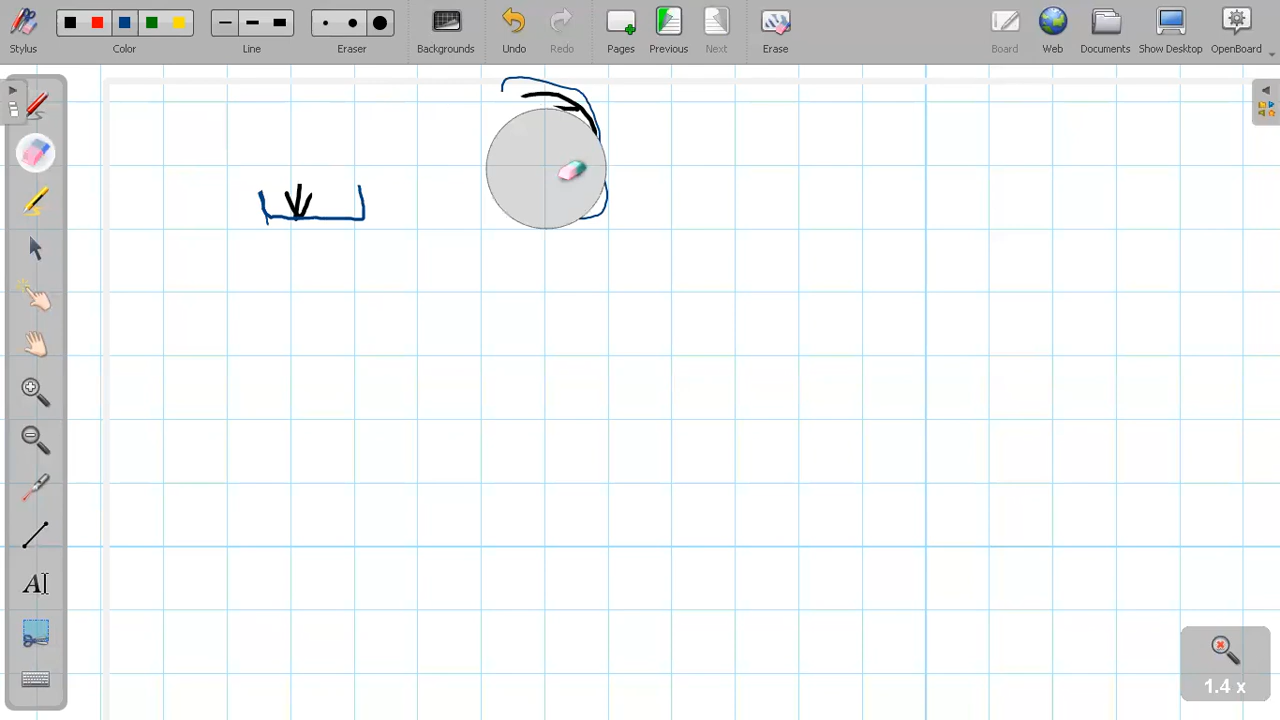 Stylus Color Line Eraser Backgrounds Undo Redo Pages Previous Next Erase Board Web Documents Show Desktop OpenBoard
A
1.4 x